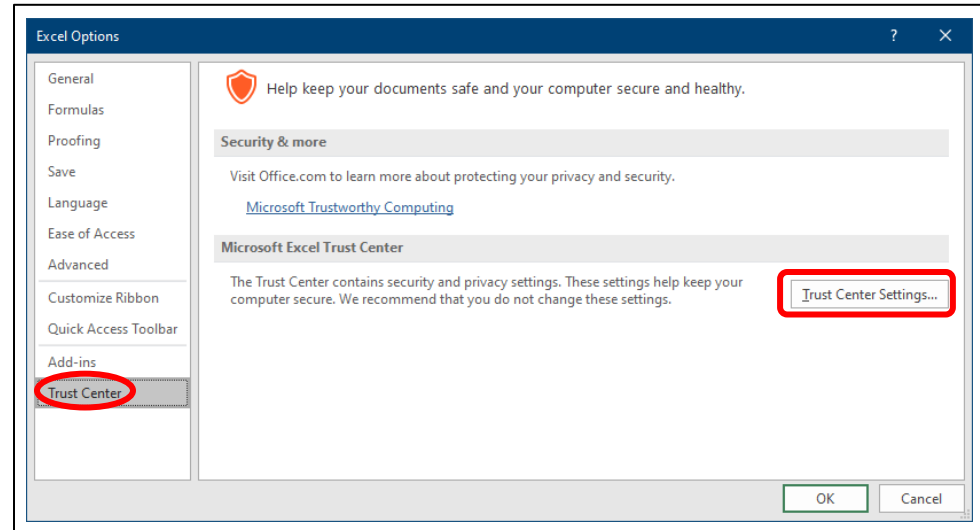 Excel Options
?
General
Formulas
Proofing
Save
Language
Ease of Access
Advanced
Customize Ribbon
Quick Access Toolbar
Add-ins
Trust Center
Help keep your documents safe and your computer secure and healthy.
Security & more
Visit Office.com to learn more about protecting your privacy and security.
Microsoft Trustworthy Computing
Microsoft Excel Trust Center
The Trust Center contains security and privacy settings. These settings help keep your
computer secure. We recommend that you do not change these settings.
Trust Center Settings...
OK
Cancel